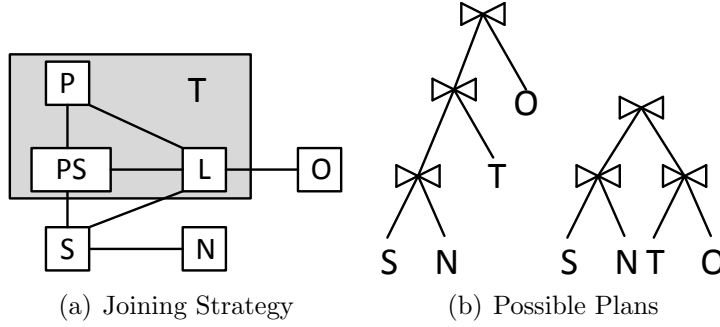 P T
PS L O
S N
O
T
S N S N T O
(a) Joining Strategy (b) Possible Plans